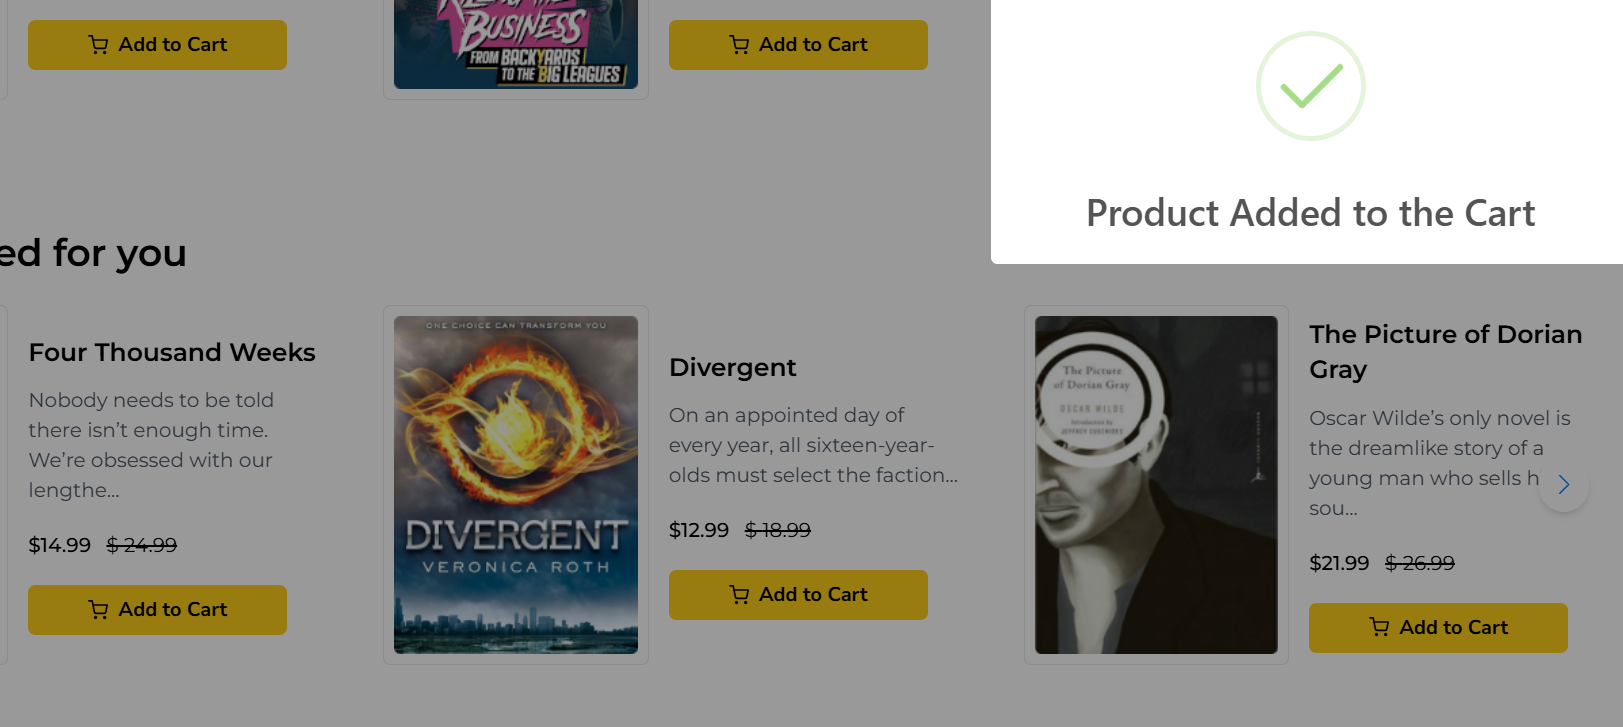 Add to Cart
BUSINESS
FROM BACKYARDS
TO THE BIG LEAGUES
Add to Cart
Product Added to the Cart
ed for you
Four Thousand Weeks
Nobody needs to be told
there isn’t enough time.
We’re obsessed with our
lengthe...
$14.99 $ 24.99
Add to Cart
ONE CHOICE CAN TRANSFORM YOU
DIVERGENT
VERONICA ROTH
Divergent
On an appointed day of
every year, all sixteen-year-
olds must select the faction...
$12.99 $ 18.99
Add to Cart
The Picture
of Dorian Gray
OSCAR WILDE
Introduction by
JEFFREY EUGENIDES
The Picture of Dorian
Gray
Oscar Wilde’s only novel is
the dreamlike story of a
young man who sells h
sou...
$21.99 $ 26.99
Add to Cart